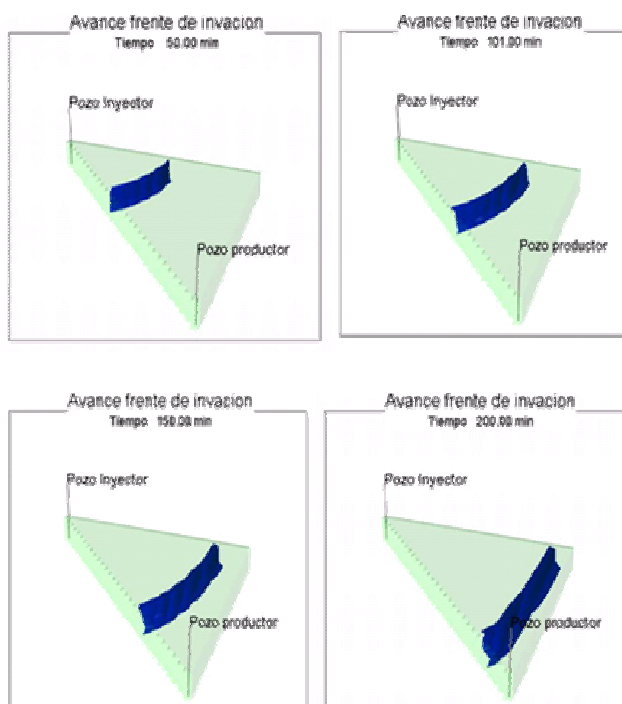 Avance frente de invacion
Tiempo 50.00 min
Pozo Inyector
Pozo productor
Avance frente de invacion
Tiempo 101.00 min
Pozo Inyector
Pozo productor
Avance frente de invacion
Tiempo 150.00 min
Pozo Inyector
Pozo productor
Avance frente de invacion
Tiempo 200.00 min
Pozo Inyector
Pozo productor